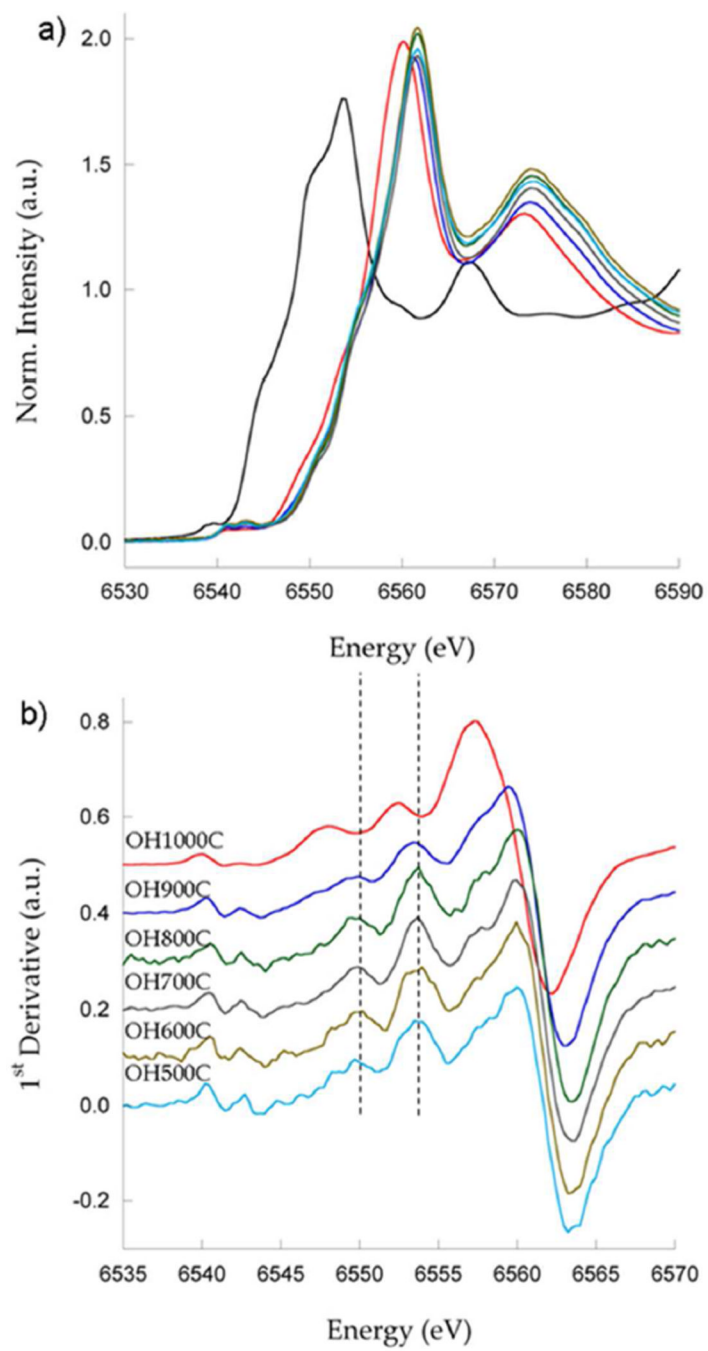 a)
2.0
1.5
1.0
0.5
0.0
Norm. Intensity (a.u.)
6530 6540 6550 6560 6570 6580 6590
Energy (eV)
b)
0.8
0.6
0.4
0.2
0.0
-0.2
1st Derivative (a.u.)
OH1000C
OH900C
OH800C
OH700C
OH600C
OH500C
6535 6540 6545 6550 6555 6560 6565 6570
Energy (eV)